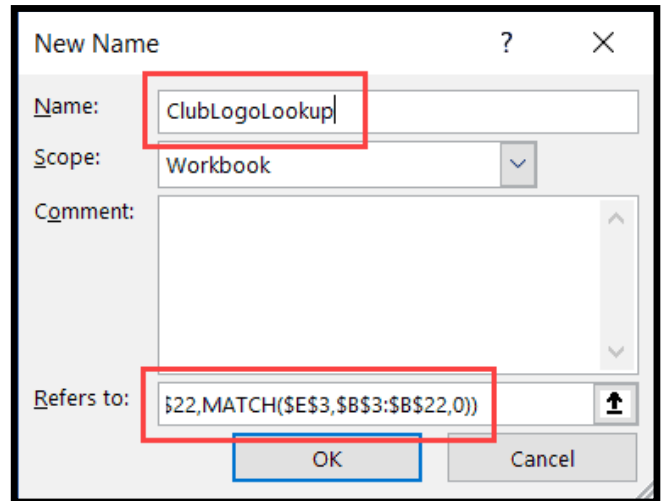 New Name ? ×
Name: ClubLogoLookup
Scope: Workbook
Comment:
Refers to: $22,MATCH($E$3,$B$3:$B$22,0))
OK Cancel